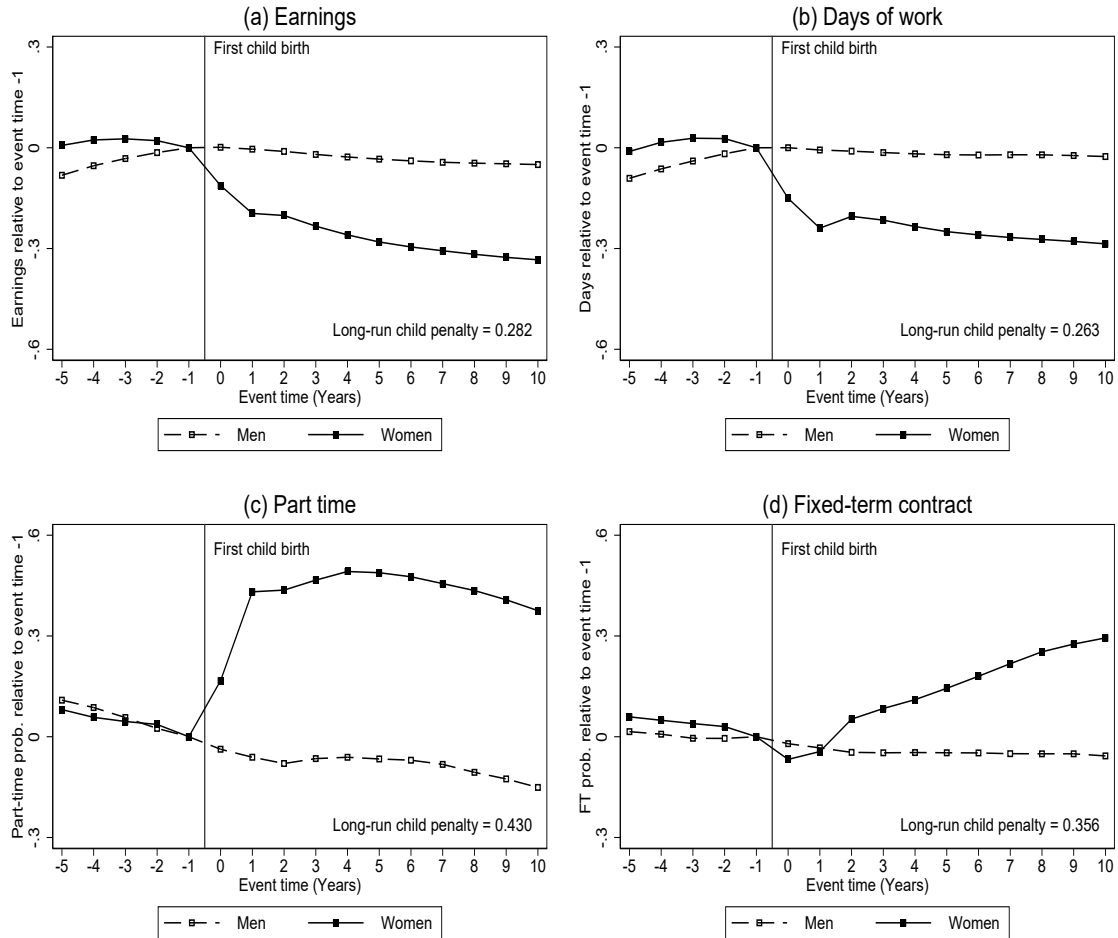 (a) Earnings
Earnings relative to event time -1
.3
0
-.3
-.6
First child birth
Long-run child penalty = 0.282
-5 -4 -3 -2 -1 0 1 2 3 4 5 6 7 8 9 10
Event time (Years)
Men Women
(b) Days of work
Days relative to event time -1
.3
0
-.3
-.6
First child birth
Long-run child penalty = 0.263
-5 -4 -3 -2 -1 0 1 2 3 4 5 6 7 8 9 10
Event time (Years)
Men Women
(c) Part time
Part-time prob. relative to event time -1
.6
.3
0
-.3
First child birth
Long-run child penalty = 0.430
-5 -4 -3 -2 -1 0 1 2 3 4 5 6 7 8 9 10
Event time (Years)
Men Women
(d) Fixed-term contract
FT prob. relative to event time -1
.6
.3
0
-.3
First child birth
Long-run child penalty = 0.356
-5 -4 -3 -2 -1 0 1 2 3 4 5 6 7 8 9 10
Event time (Years)
Men Women